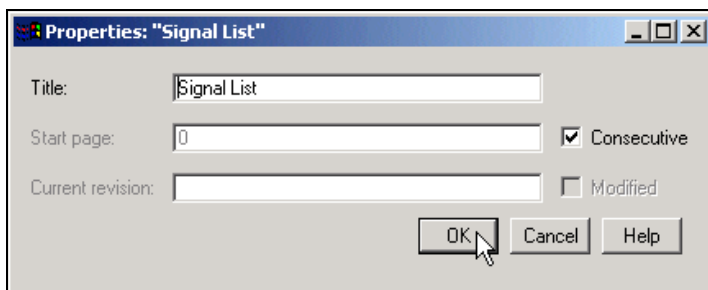 Properties: "Signal List"
Title: Signal List
Start page: 0 Consecutive
Current revision: Modified
OK Cancel Help